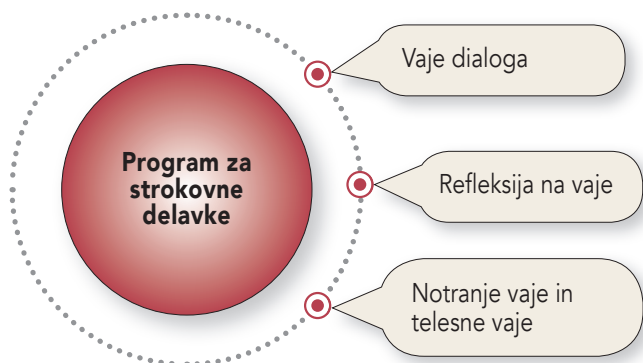 Program za
strokovne
delavke
Vaje dialoga
Refleksija na vaje
Notranje vaje in
telesne vaje